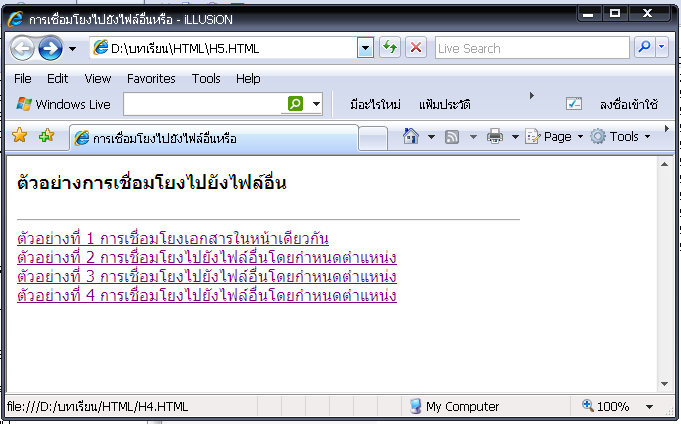 การเชื่อมโยงไปยังไฟล์อื่นหรือ - iLLUSiON
D:\บทเรียน\HTML\H5.HTML
Live Search
File Edit View Favorites Tools Help
Windows Live มีอะไรใหม่ แฟ้มประวัติ ลงชื่อเข้าใช้
การเชื่อมโยงไปยังไฟล์อื่นหรือ Page Tools
ตัวอย่างการเชื่อมโยงไปยังไฟล์อื่น
ตัวอย่างที่ 1 การเชื่อมโยงเอกสารในหน้าเดียวกัน
ตัวอย่างที่ 2 การเชื่อมโยงไปยังไฟล์อื่นโดยกำหนดตำแหน่ง
ตัวอย่างที่ 3 การเชื่อมโยงไปยังไฟล์อื่นโดยกำหนดตำแหน่ง
ตัวอย่างที่ 4 การเชื่อมโยงไปยังไฟล์อื่นโดยกำหนดตำแหน่ง
file:///D:/บทเรียน/HTML/H4.HTML My Computer 100%